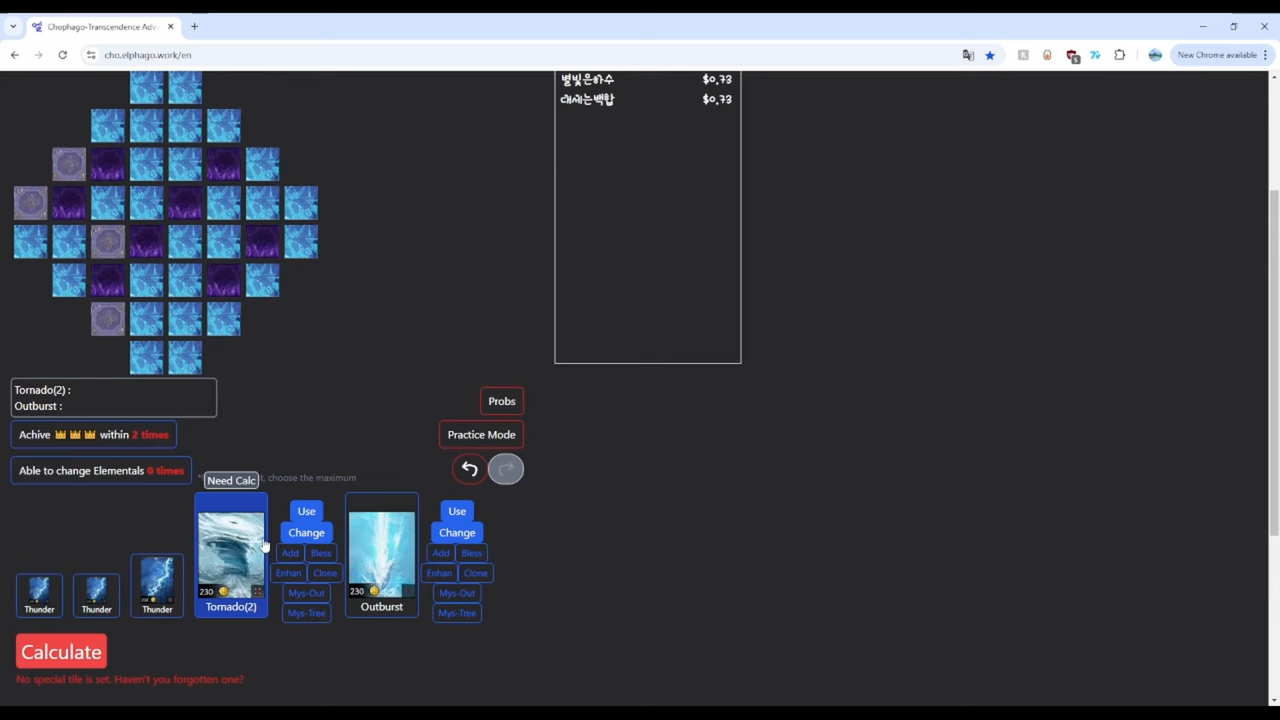 Chophago-Transcendence Adv
cho.elphago.work/en
5
New Chrome available
별빛은하수 $0.73
대세는백합 $0.73
Tornado(2) :
Outburst :
Probs
Achive within 2 times
Practice Mode
Able to change Elementals 0 times
Need Calc
t, choose the maximum
Use
Change
Add Bless
Enhan Clone
Mys-Out
Mys-Tree
Use
Change
Add Bless
Enhan Clone
Mys-Out
Mys-Tree
Thunder
Thunder
Thunder
230
Tornado(2)
230
Outburst
Calculate
No special tile is set. Haven't you forgotten one?